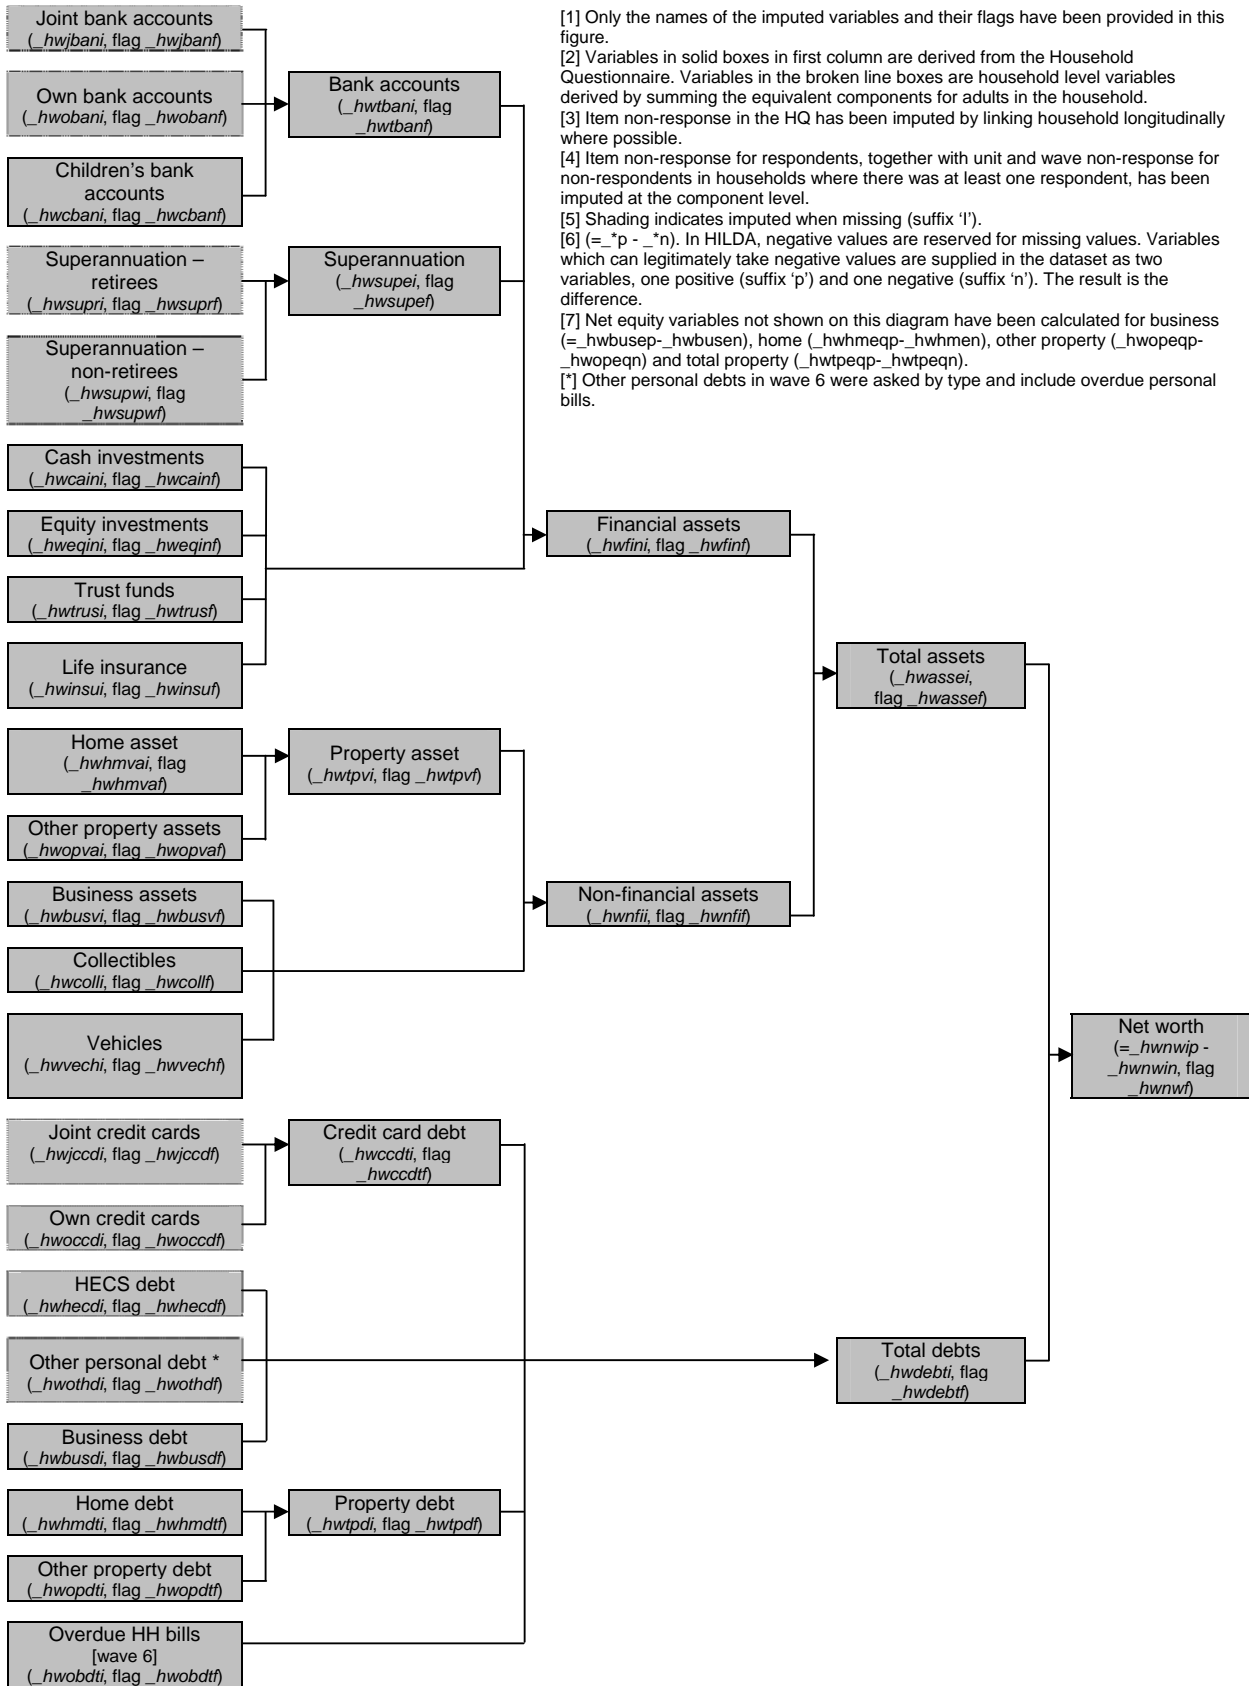 Joint bank accounts
(_hwjbani, flag _hwjbanf)
Own bank accounts
(_hwobani, flag _hwobanf)
Children's bank
accounts
(_hwcbani, flag _hwcbanf)
Bank accounts
(_hwtbani, flag
_hwtbanf)
[1] Only the names of the imputed variables and their flags have been provided in this
figure.
[2] Variables in solid boxes in first column are derived from the Household
Questionnaire. Variables in the broken line boxes are household level variables
derived by summing the equivalent components for adults in the household.
[3] Item non-response in the HQ has been imputed by linking household longitudinally
where possible.
[4] Item non-response for respondents, together with unit and wave non-response for
non-respondents in households where there was at least one respondent, has been
imputed at the component level.
[5] Shading indicates imputed when missing (suffix 'I').
[6] (=_*p - _*n). In HILDA, negative values are reserved for missing values. Variables
which can legitimately take negative values are supplied in the dataset as two
variables, one positive (suffix 'p') and one negative (suffix 'n'). The result is the
difference.
[7] Net equity variables not shown on this diagram have been calculated for business
(=_hwbusep-_hwbusen), home (_hwhmeqp-_hwhmen), other property (_hwopeqp-
_hwopeqn) and total property (_hwtpeqp-_hwtpeqn).
[*] Other personal debts in wave 6 were asked by type and include overdue personal
bills.
Superannuation –
retirees
(_hwsupri, flag _hwsuprf)
Superannuation –
non-retirees
(_hwsupwi, flag
_hwsupwf)
Superannuation
(_hwsupei, flag
_hwsupef)
Cash investments
(_hwcaini, flag _hwcainf)
Equity investments
(_hweqini, flag _hweqinf)
Trust funds
(_hwtrusi, flag _hwtrusf)
Life insurance
(_hwinsui, flag _hwinsuf)
Financial assets
(_hwfini, flag _hwfinf)
Total assets
(_hwassei,
flag _hwassef)
Home asset
(_hwhmvai, flag
_hwhmvaf)
Other property assets
(_hwopvai, flag _hwopvaf)
Property asset
(_hwtpvi, flag _hwtpvf)
Business assets
(_hwbusvi, flag _hwbusvf)
Collectibles
(_hwcolli, flag _hwcollf)
Vehicles
(_hwvechi, flag _hwvechf)
Non-financial assets
(_hwnfii, flag _hwnfif)
Net worth
(=_hwnwip -
_hwnwin, flag
_hwnwf)
Joint credit cards
(_hwjccdi, flag _hwjccdf)
Own credit cards
(_hwoccdi, flag _hwoccdf)
Credit card debt
(_hwccdti, flag
_hwccdtf)
HECS debt
(_hwhecdi, flag _hwhecdf)
Other personal debt *
(_hwothdi, flag _hwothdf)
Business debt
(_hwbusdi, flag _hwbusdf)
Total debts
(_hwdebti, flag
_hwdebtf)
Home debt
(_hwhmdti, flag _hwhmdtf)
Other property debt
(_hwopdti, flag _hwopdtf)
Property debt
(_hwtpdi, flag _hwtpdf)
Overdue HH bills
[wave 6]
(_hwobdti, flag _hwobdtf)